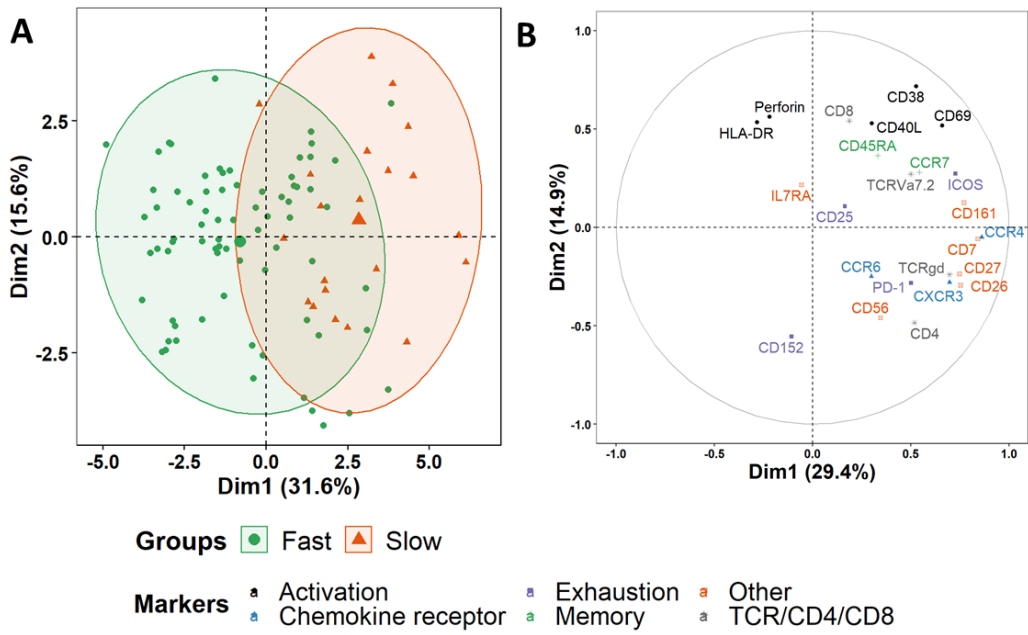 A
2.5
0.0
-2.5
Dim2 (15.6%)
-5.0 -2.5 0.0 2.5 5.0
Dim1 (31.6%)
B
1.0
0.5
0.0
-0.5
-1.0
Dim2 (14.9%)
CD38
Perforin
CD8
CD69
HLA-DR
CD40L
CD45RA
CCR7
TCRVa7.2
ICOS
IL7RA
CD161
CD25
CCR4
CD7
CCR6
TCRgd
CD27
PD-1
CD26
CXCR3
CD56
CD4
CD152
-1.0 -0.5 0.0 0.5 1.0
Dim1 (29.4%)
Groups Fast Slow
Markers
a Activation a Exhaustion a Other
a Chemokine receptor a Memory a TCR/CD4/CD8